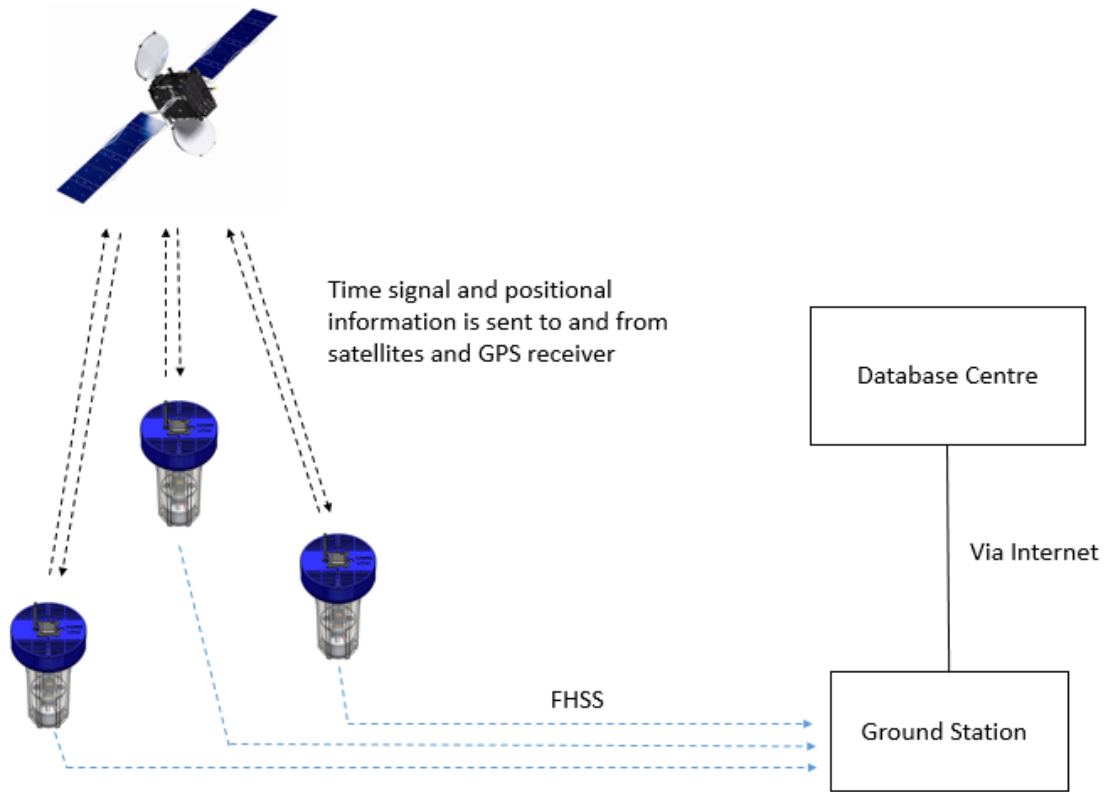 Time signal and positional
information is sent to and from
satellites and GPS receiver
Database Centre
Via Internet
FHSS
Ground Station